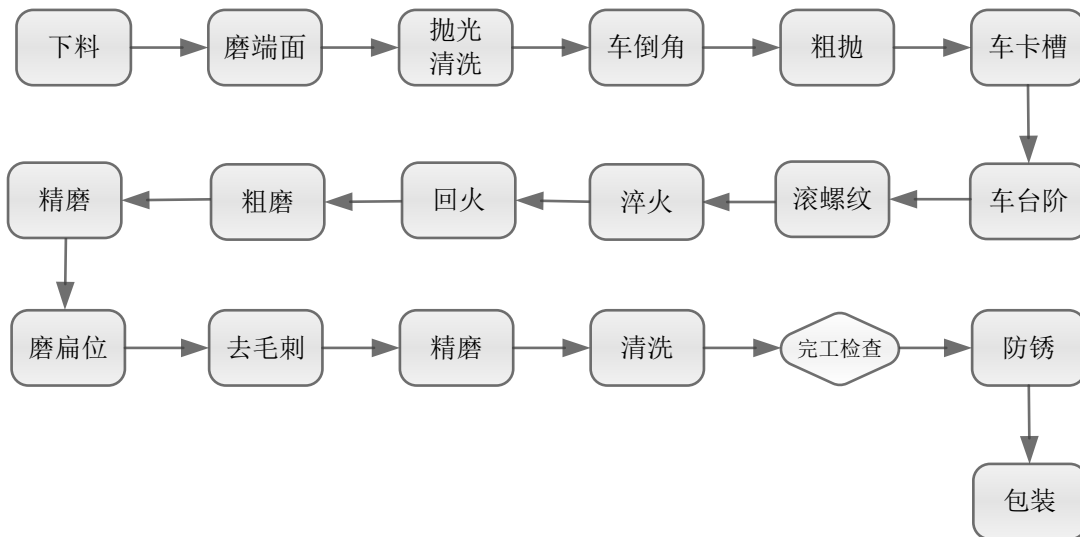 下料
磨端面
抛光
清洗
车倒角
粗抛
车卡槽
车台阶
滚螺纹
淬火
回火
粗磨
精磨
磨扁位
去毛刺
精磨
清洗
完工检查
防锈
包装